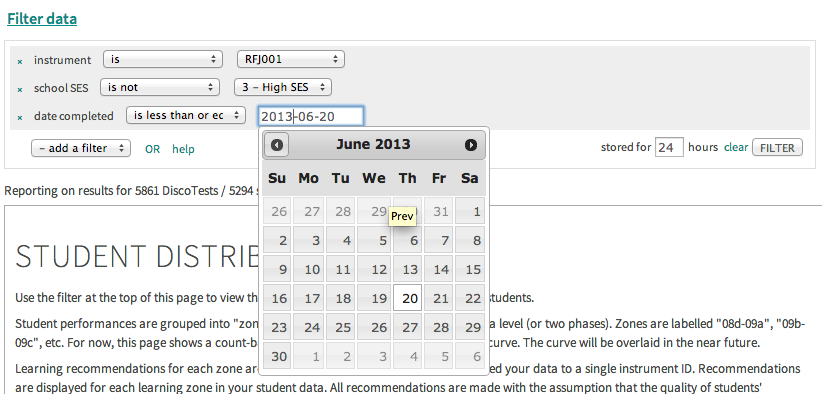 Filter data
× instrument is RFJ001
× school SES is not 3 – High SES
× date completed is less than or ec 2013-06-20
– add a filter OR help stored for 24 hours clear FILTER
June 2013
Su Mo Tu We Th Fr Sa
26 27 28 29 31 1
Prev
2 3 4 5 6 7 8
9 10 11 12 13 14 15
16 17 18 19 20 21 22
23 24 25 26 27 28 29
30 1 2 3 4 5 6
Reporting on results for 5861 DiscoTests / 5294 s
STUDENT DISTRIB
Use the filter at the top of this page to view th students.
Student performances are grouped into "zon a level (or two phases). Zones are labelled "08d-09a", "09b-
09c", etc. For now, this page shows a count-b curve. The curve will be overlaid in the near future.
Learning recommendations for each zone ar ed your data to a single instrument ID. Recommendations
are displayed for each learning zone in your student data. All recommendations are made with the assumption that the quality of students'